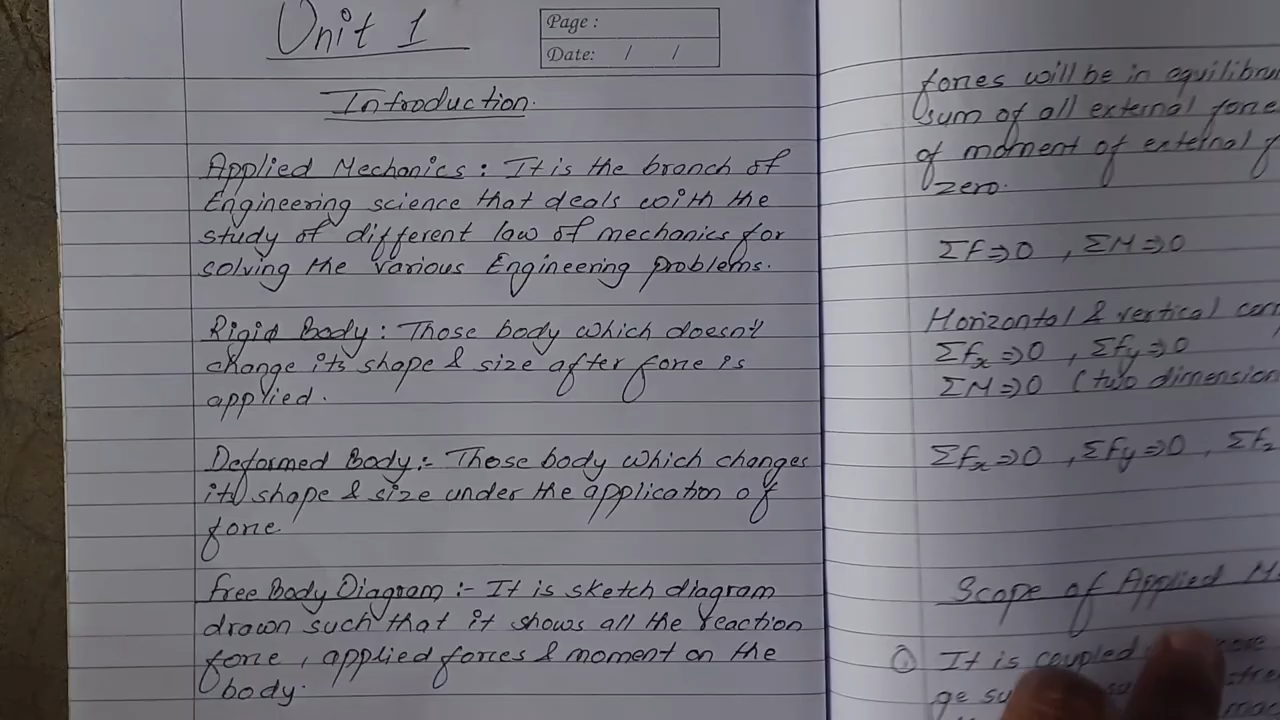 Unit 1
Page :
Date: / /
Introduction.
Applied Mechanics : It is the branch of
Engineering science that deals with the
study of different law of mechanics for
solving the various Engineering problems.
Rigid Body : Those body which doesn't
change its shape & size after force is
applied.
Deformed Body :- Those body which changes
its shape & size under the application of
force
Free Body Diagram :- It is sketch diagram
drawn such that it shows all the reaction
force , applied forces & moment on the
body.
forces will be in equilibriu
sum of all external force
of moment of external f
zero.
ΣF⇒0 , ΣM⇒0
Horizontal & vertical com
Σfx⇒0 , Σfy⇒0
ΣM⇒0 (two dimension
Σfx⇒0 , Σfy⇒0 , Σfz
Scope of Applied M
① It is coupled
ge